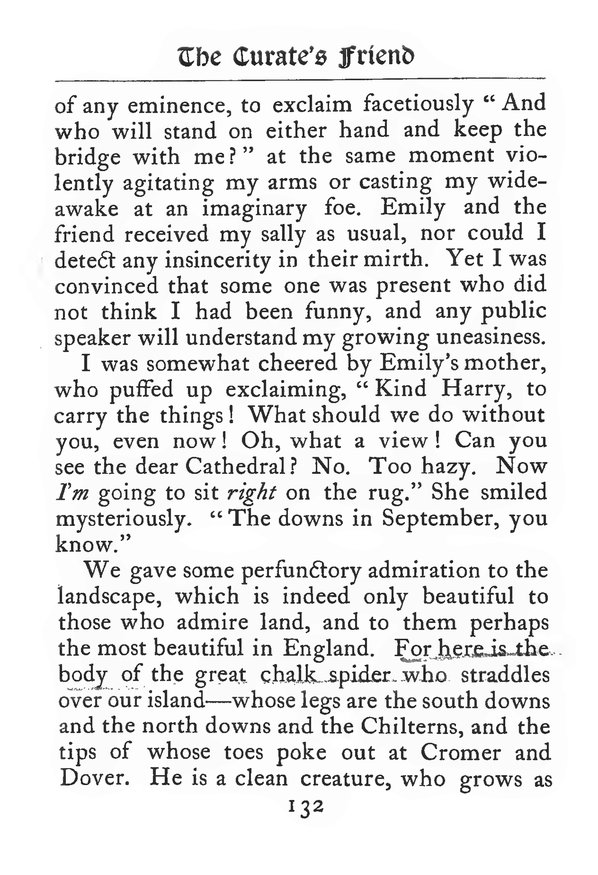 The Curate's Friend
of any eminence, to exclaim facetiously “ And
who will stand on either hand and keep the
bridge with me? ” at the same moment vio-
lently agitating my arms or casting my wide-
awake at an imaginary foe. Emily and the
friend received my sally as usual, nor could I
detect any insincerity in their mirth. Yet I was
convinced that some one was present who did
not think I had been funny, and any public
speaker will understand my growing uneasiness.
I was somewhat cheered by Emily's mother,
who puffed up exclaiming, “ Kind Harry, to
carry the things! What should we do without
you, even now! Oh, what a view! Can you
see the dear Cathedral? No. Too hazy. Now
I'm going to sit right on the rug.” She smiled
mysteriously. “ The downs in September, you
know.”
We gave some perfunctory admiration to the
landscape, which is indeed only beautiful to
those who admire land, and to them perhaps
the most beautiful in England. For here is the
body of the great chalk spider who straddles
over our island—whose legs are the south downs
and the north downs and the Chilterns, and the
tips of whose toes poke out at Cromer and
Dover. He is a clean creature, who grows as
132